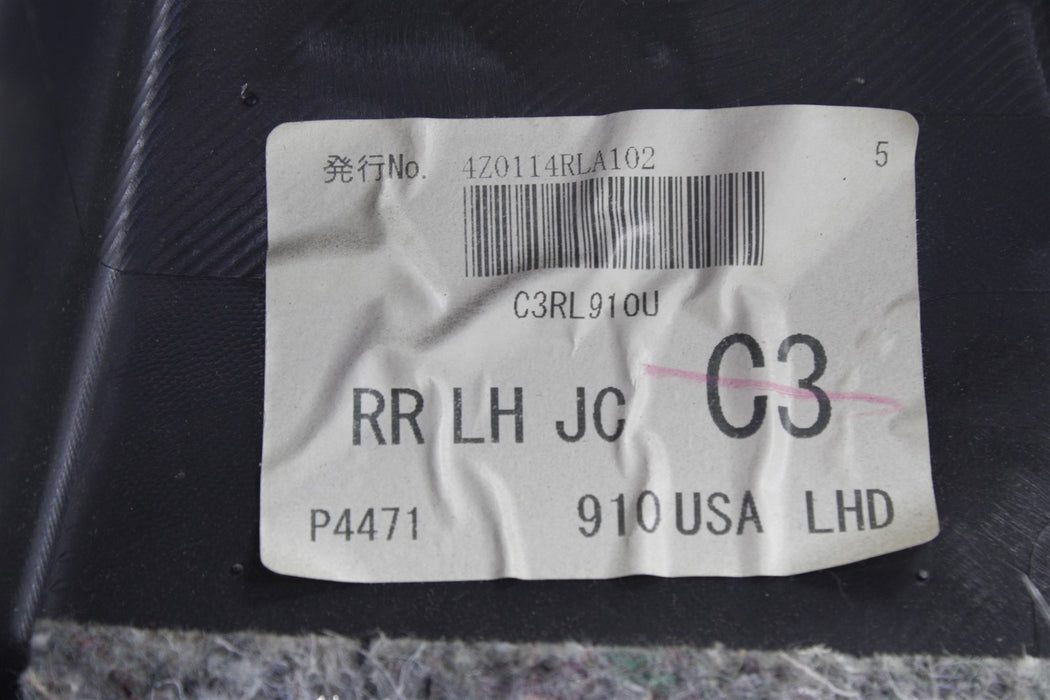 発行No. 4Z0114RLA102 5
C3RL910U
RR LH JC C3
P4471 910 USA LHD